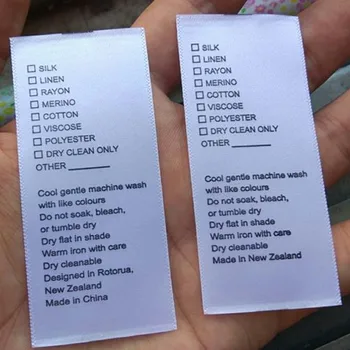 ☐ SILK
☐ LINEN
☐ RAYON
☐ MERINO
☐ COTTON
☐ VISCOSE
☐ POLYESTER
☐ DRY CLEAN ONLY
OTHER ________
Cool gentle machine wash
with like colours
Do not soak, bleach,
or tumble dry
Dry flat in shade
Warm iron with care
Dry cleanable
Designed in Rotorua,
New Zealand
Made in China
☐ SILK
☐ LINEN
☐ RAYON
☐ MERINO
☐ COTTON
☐ VISCOSE
☐ POLYESTER
☐ DRY CLEAN ONLY
OTHER ________
Cool gentle machine wash
with like colours
Do not soak, bleach,
or tumble dry
Dry flat in shade
Warm iron with care
Dry cleanable
Made in New Zealand